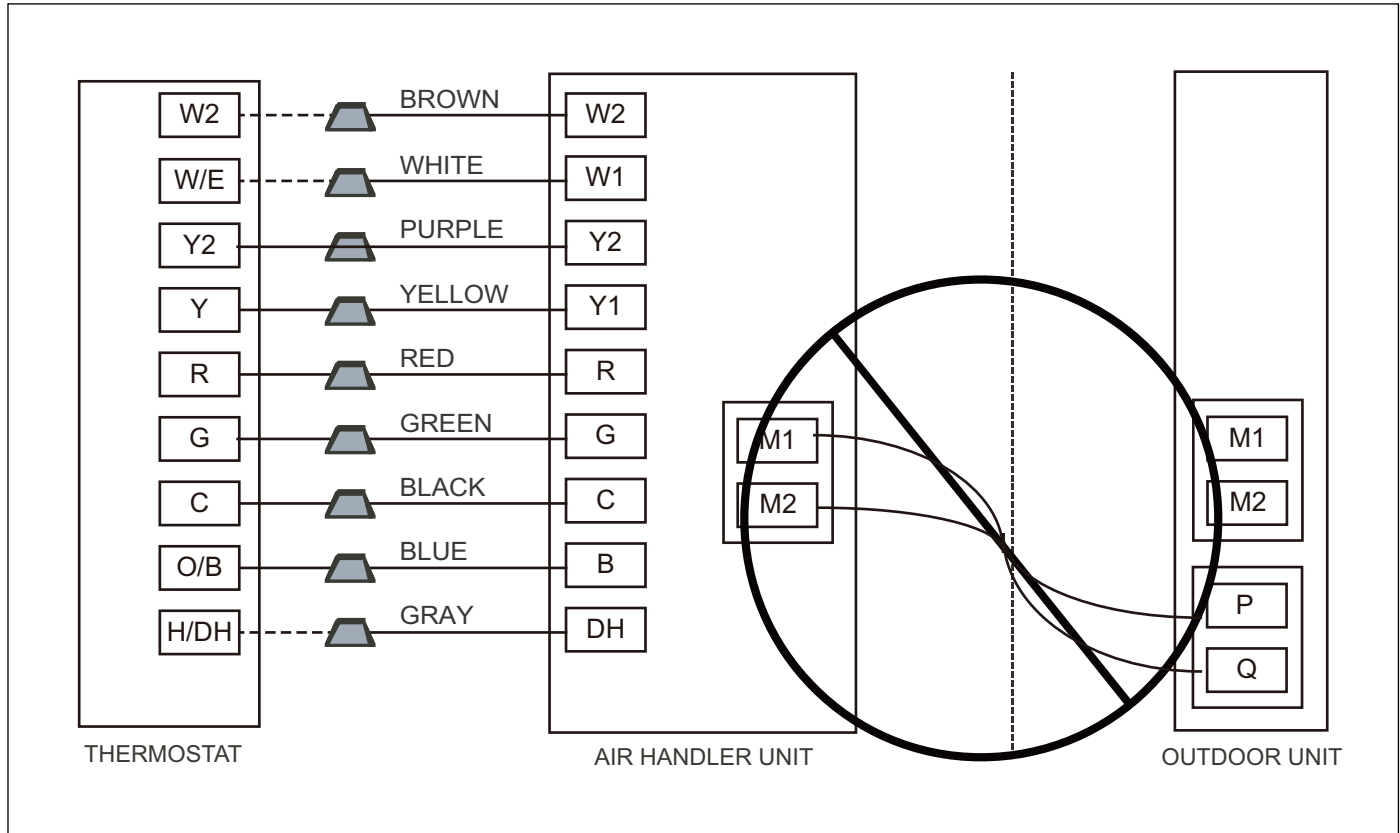 W2 BROWN W2
W/E WHITE W1
Y2 PURPLE Y2
Y YELLOW Y1
R RED R
G GREEN G
C BLACK C
O/B BLUE B
H/DH GRAY DH
M1
M2
M1
M2
P
Q
THERMOSTAT
AIR HANDLER UNIT
OUTDOOR UNIT